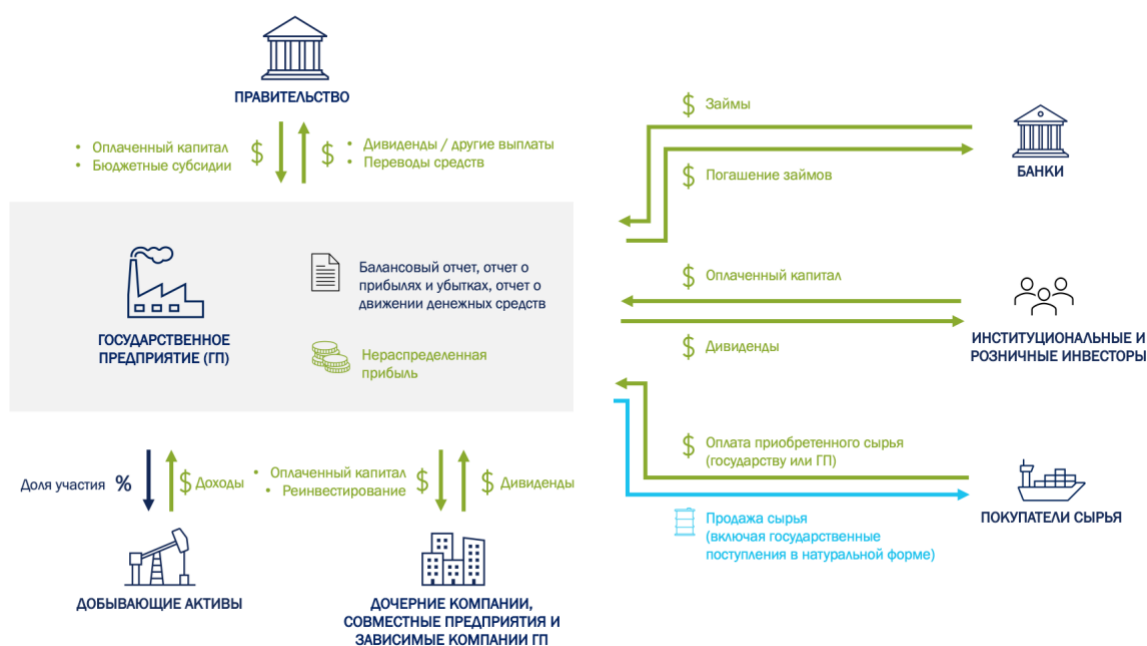 ПРАВИТЕЛЬСТВО
• Оплаченный капитал
• Бюджетные субсидии
$
$
• Дивиденды / другие выплаты
• Переводы средств
$ Займы
$ Погашение займов
БАНКИ
ГОСУДАРСТВЕННОЕ
ПРЕДПРИЯТИЕ (ГП)
Балансовый отчет, отчет о
прибылях и убытках, отчет о
движении денежных средств
Нераспределенная
прибыль
$ Оплаченный капитал
$ Дивиденды
ИНСТИТУЦИОНАЛЬНЫЕ И
РОЗНИЧНЫЕ ИНВЕСТОРЫ
$ Оплата приобретенного сырья
(государству или ГП)
Продажа сырья
(включая государственные
поступления в натуральной форме)
ПОКУПАТЕЛИ СЫРЬЯ
Доля участия %
$ Доходы
• Оплаченный капитал
• Реинвестирование
$
$ Дивиденды
ДОБЫВАЮЩИЕ АКТИВЫ
ДОЧЕРНИЕ КОМПАНИИ,
СОВМЕСТНЫЕ ПРЕДПРИЯТИЯ И
ЗАВИСИМЫЕ КОМПАНИИ ГП